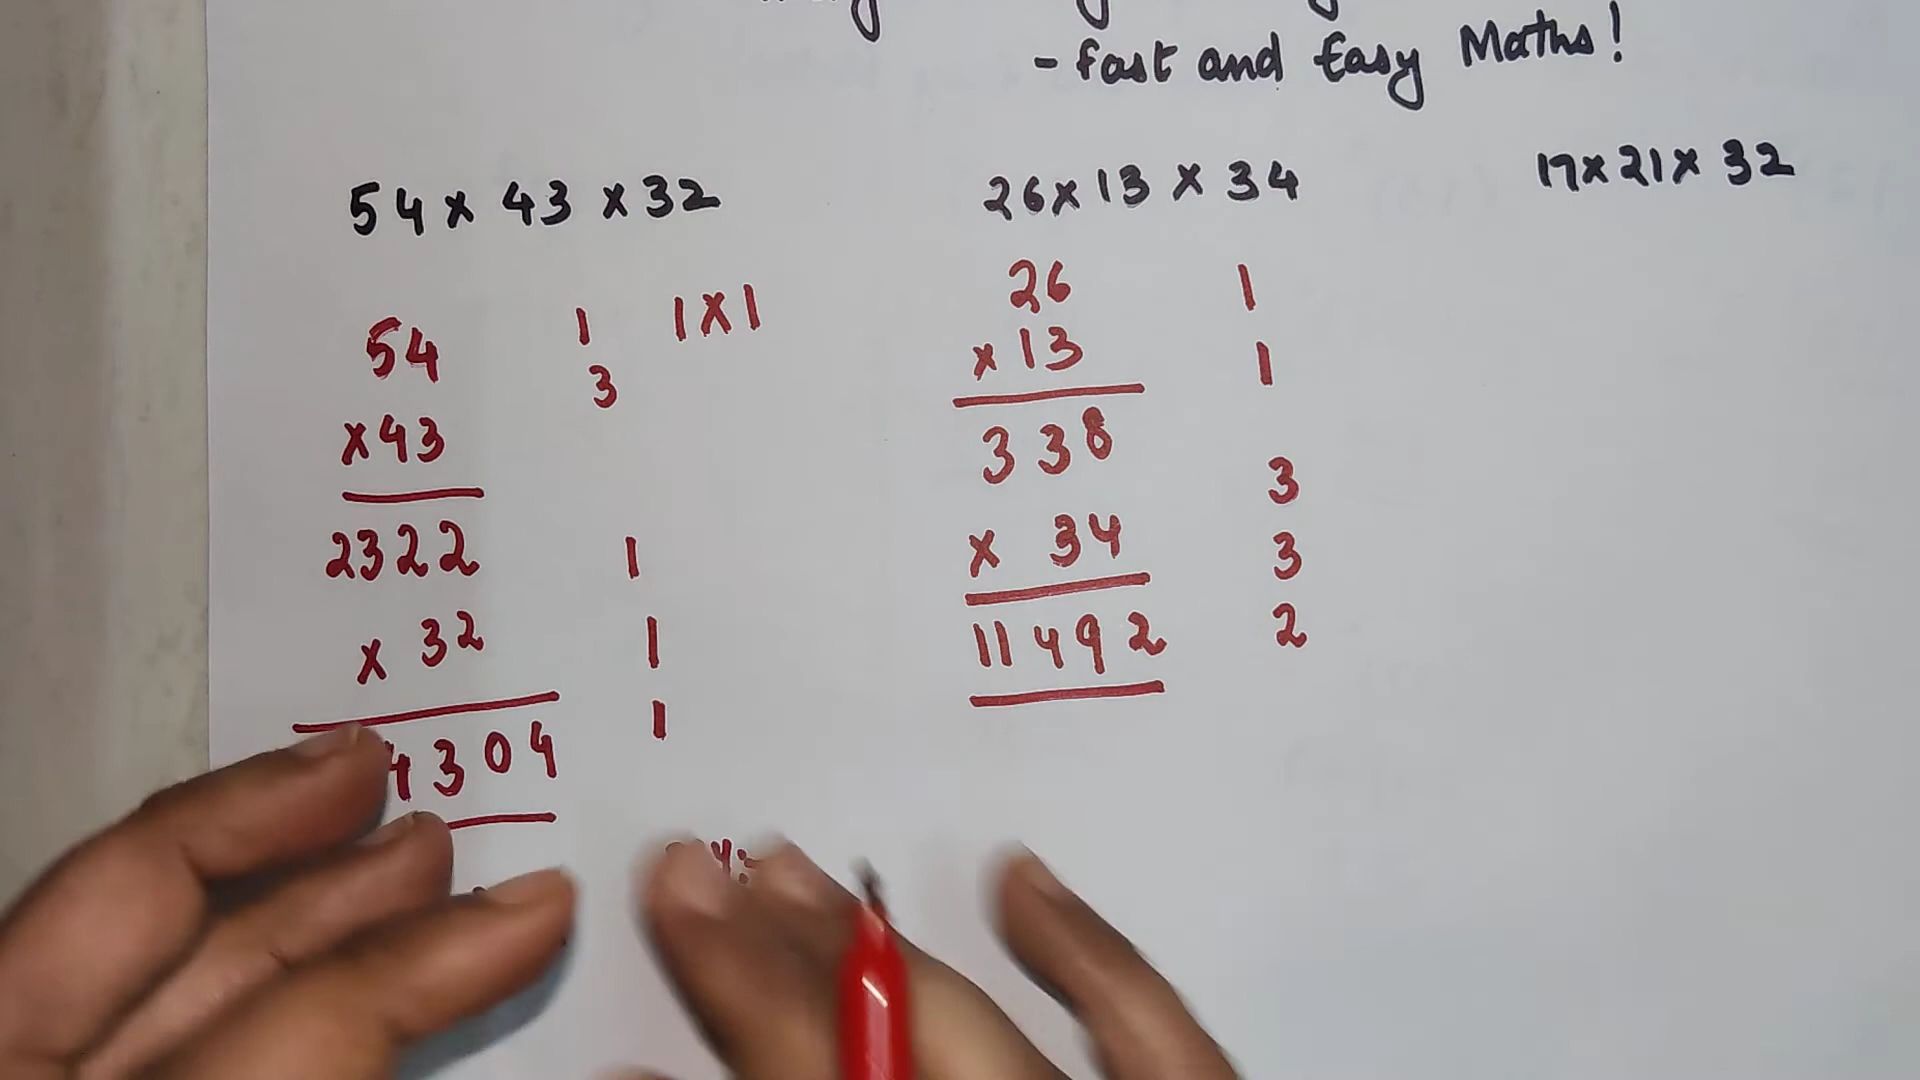 - fast and Easy Maths!
54 x 43 x 32
26 x 13 x 34
17 x 21 x 32
54 1 1 x 1
3
x 43
2322 1
x 32 1
1
4304
26 1
x 13 1
338
3
x 34 3
11492 2